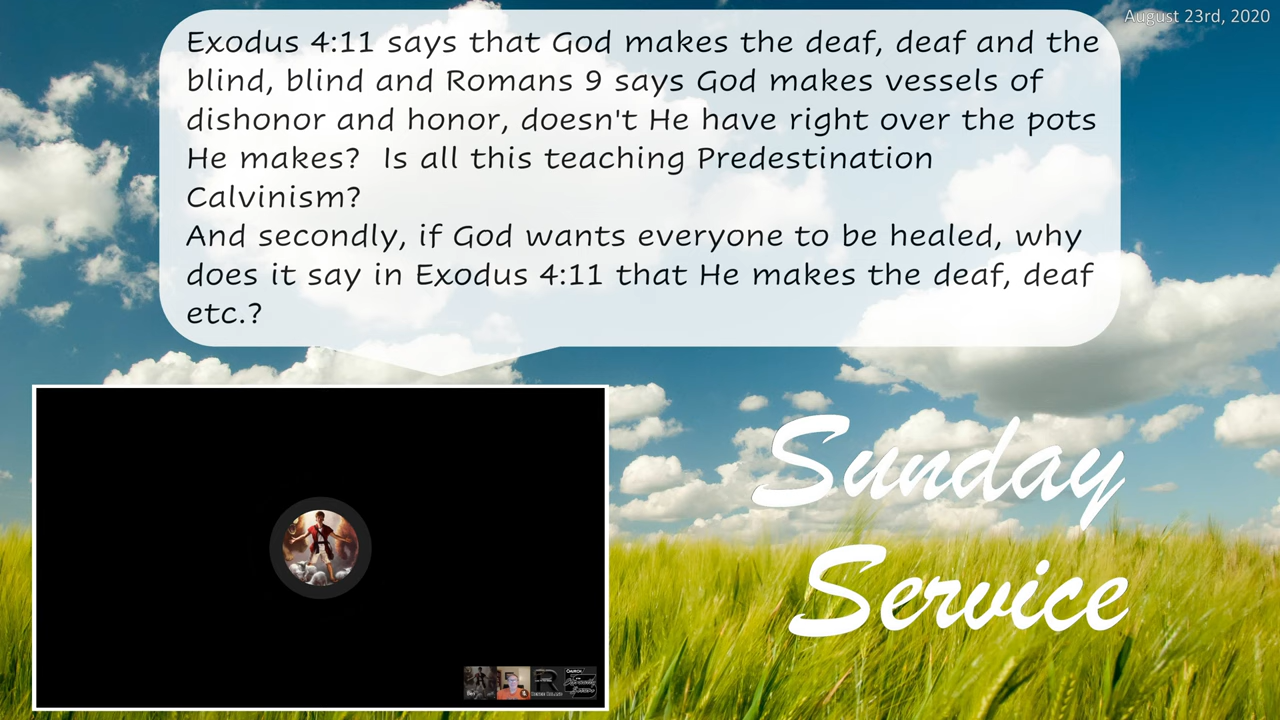 August 23rd, 2020
Exodus 4:11 says that God makes the deaf, deaf and the
blind, blind and Romans 9 says God makes vessels of
dishonor and honor, doesn't He have right over the pots
He makes?  Is all this teaching Predestination
Calvinism?
And secondly, if God wants everyone to be healed, why
does it say in Exodus 4:11 that He makes the deaf, deaf
etc.?
Sunday
Service